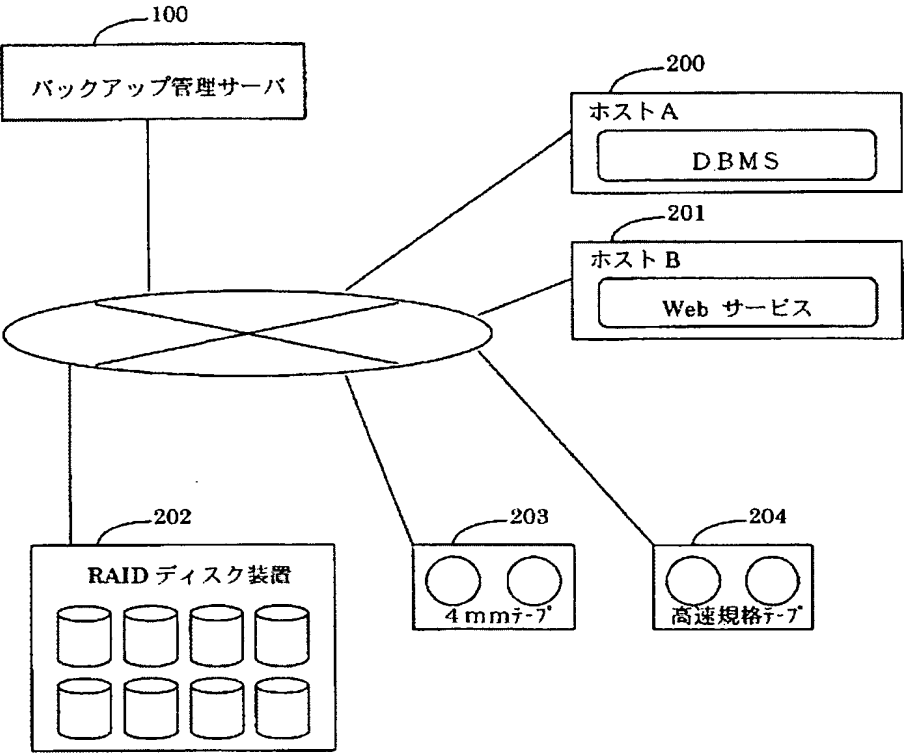 100
バックアップ管理サーバ
200
ホストA
DBMS
201
ホストB
Web サービス
202
RAID ディスク装置
203
4mmテープ
204
高速規格テープ